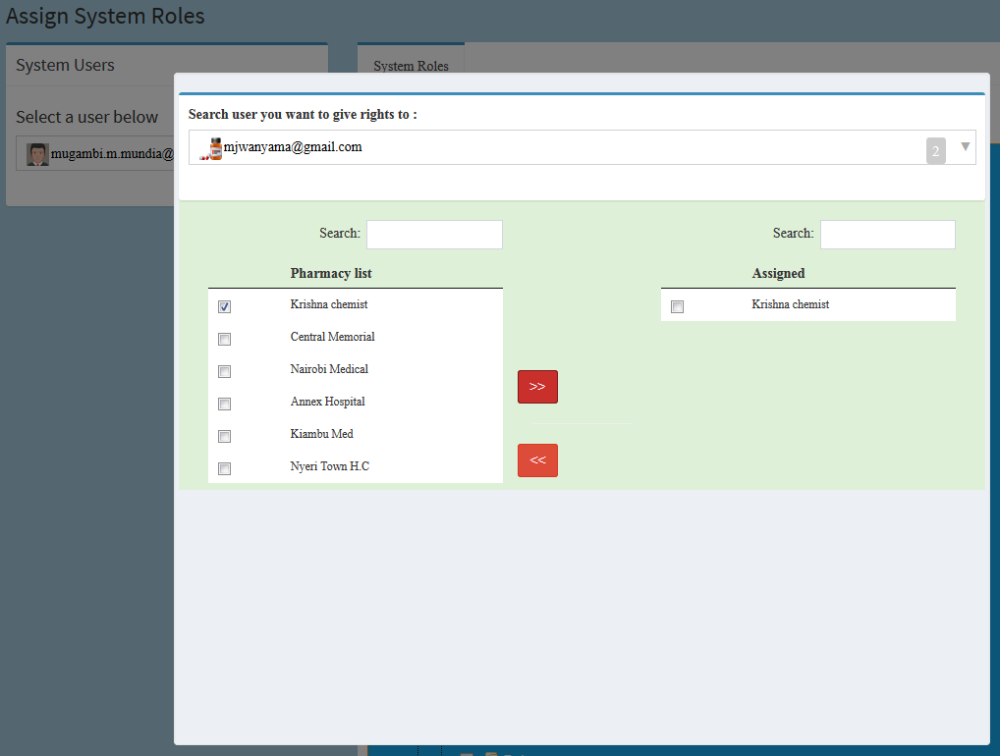 Assign System Roles
System Users
System Roles
Select a user below
mugambi.m.mundia@
Search user you want to give rights to :
mjwanyama@gmail.com
2
Search:
Search:
Pharmacy list
Assigned
Krishna chemist
Krishna chemist
Central Memorial
Nairobi Medical
Annex Hospital
Kiambu Med
Nyeri Town H.C
>>
<<